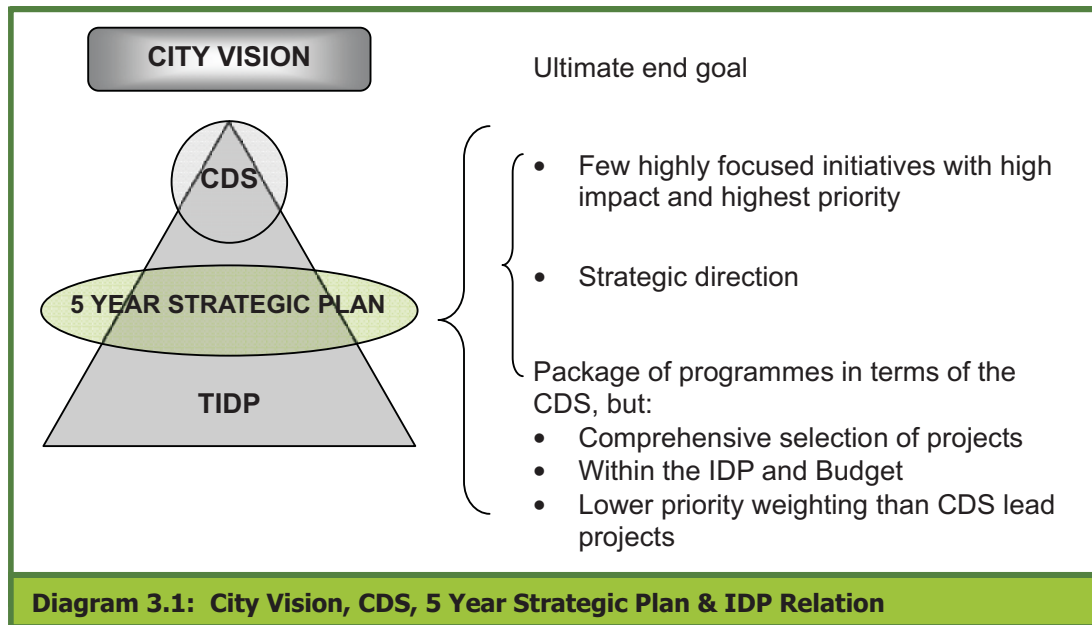 CITY VISION
Ultimate end goal
CDS
• Few highly focused initiatives with high
impact and highest priority
• Strategic direction
5 YEAR STRATEGIC PLAN
TIDP
Package of programmes in terms of the
CDS, but:
• Comprehensive selection of projects
• Within the IDP and Budget
• Lower priority weighting than CDS lead
projects
Diagram 3.1: City Vision, CDS, 5 Year Strategic Plan & IDP Relation